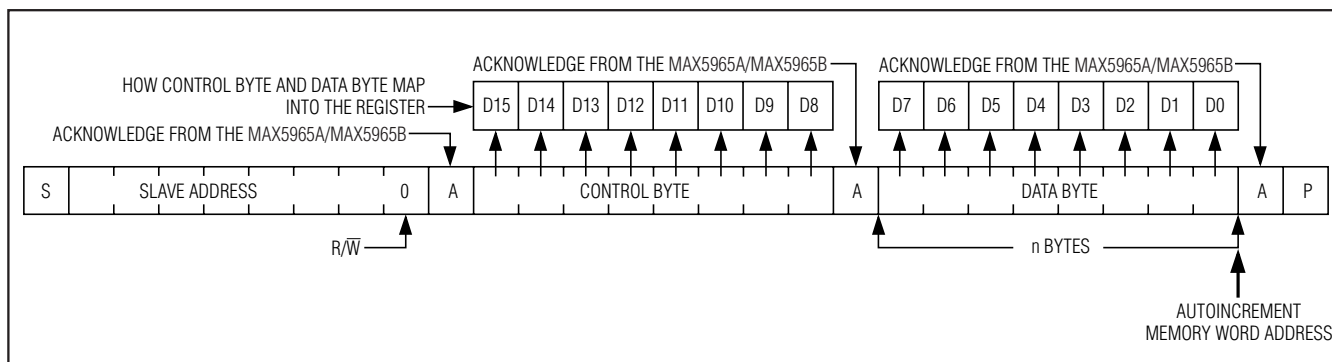 ACKNOWLEDGE FROM THE MAX5965A/MAX5965B
ACKNOWLEDGE FROM THE MAX5965A/MAX5965B
HOW CONTROL BYTE AND DATA BYTE MAP
INTO THE REGISTER
D15 D14 D13 D12 D11 D10 D9 D8
D7 D6 D5 D4 D3 D2 D1 D0
ACKNOWLEDGE FROM THE MAX5965A/MAX5965B
S SLAVE ADDRESS 0 A CONTROL BYTE A DATA BYTE A P
R/W̅
n BYTES
AUTOINCREMENT
MEMORY WORD ADDRESS